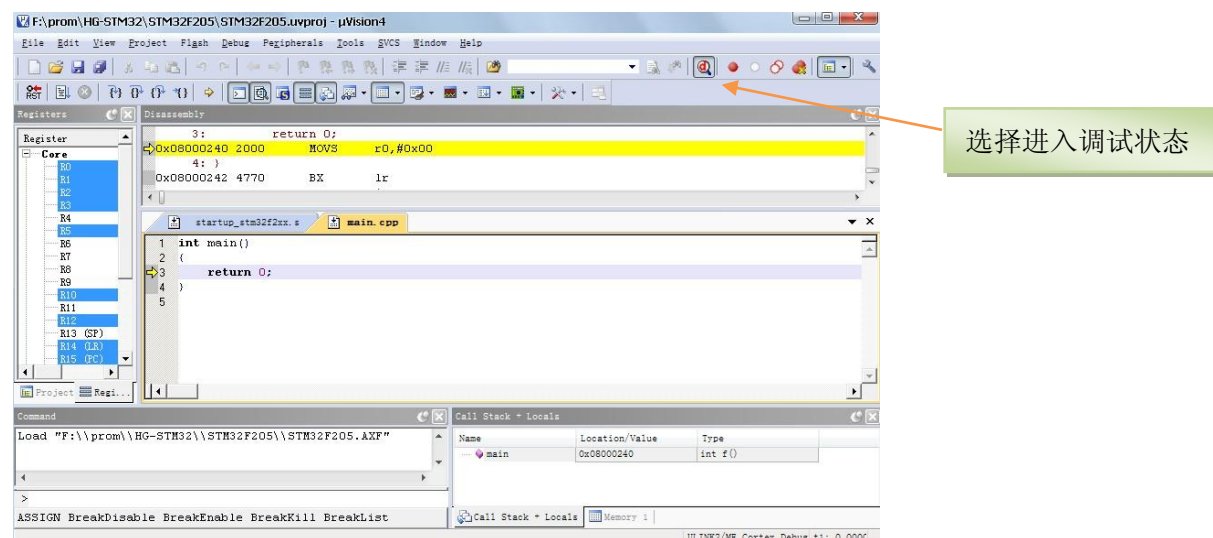 F:\prom\HG-STM32\STM32F205\STM32F205.uvproj - µVision4
File Edit View Project Flash Debug Peripherals Tools SVCS Window Help
RST
Registers
Disassembly
选择进入调试状态
Register
Core
R0
R1
R2
R3
R4
R5
R6
R7
R8
R9
R10
R11
R12
R13 (SP)
R14 (LR)
R15 (PC)
3: return 0;
0x08000240 2000 MOVS r0,#0x00
4: }
0x08000242 4770 BX lr
startup_stm32f2xx.s main.cpp
1 int main()
2 {
3 return 0;
4 }
5
Project Regi...
Command
Load "F:\\prom\\HG-STM32\\STM32F205\\STM32F205.AXF"
>
ASSIGN BreakDisable BreakEnable BreakKill BreakList
Call Stack + Locals
Name Location/Value Type
main 0x08000240 int f()
Call Stack + Locals Memory 1